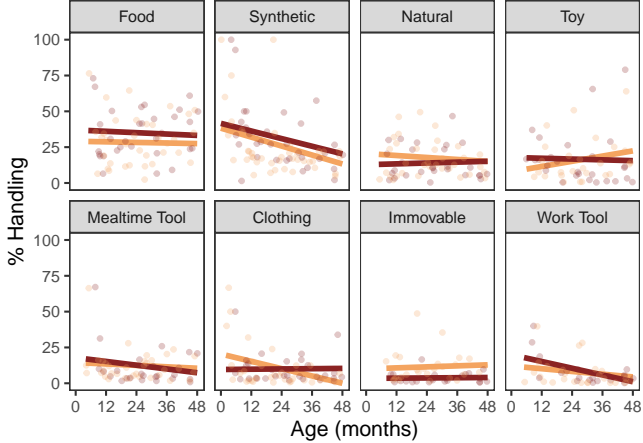 Food Synthetic Natural Toy
100
75
50
25
0
Mealtime Tool Clothing Immovable Work Tool
100
75
50
25
0
0 12 24 36 48 0 12 24 36 48 0 12 24 36 48 0 12 24 36 48
Age (months)
% Handling